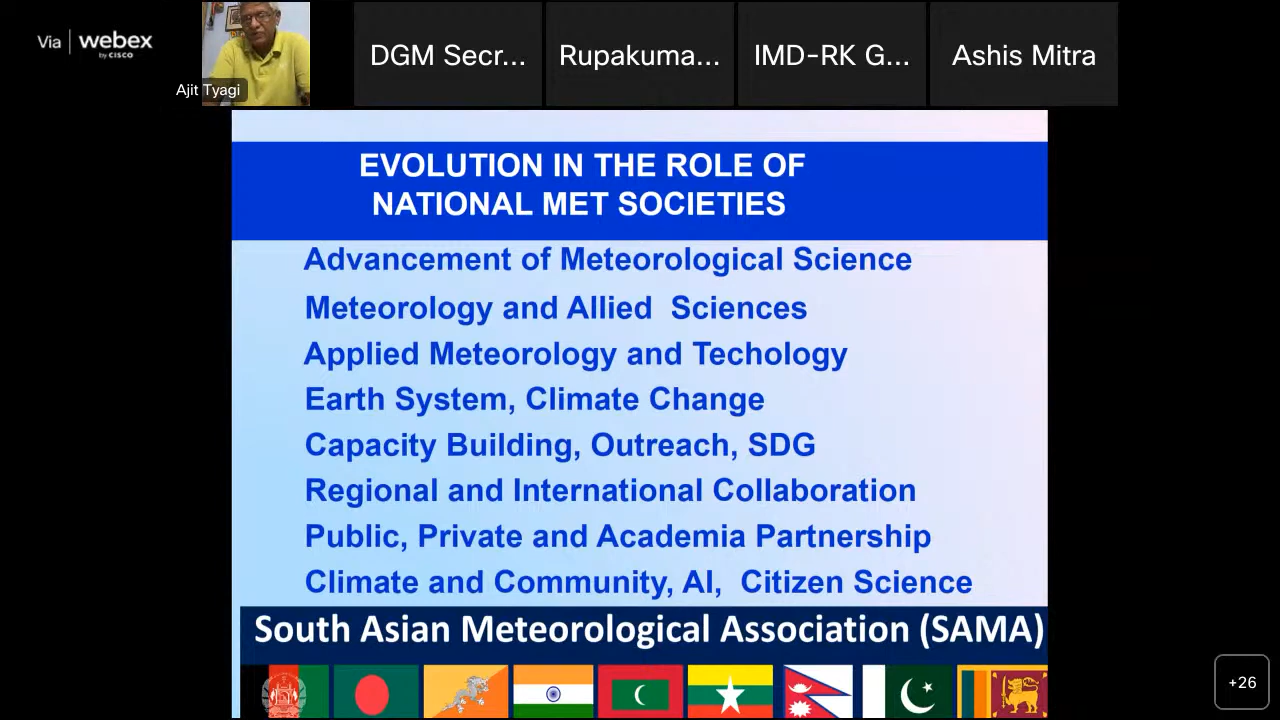 Via | webex
by CISCO
Ajit Tyagi
DGM Secr...
Rupakuma...
IMD-RK G...
Ashis Mitra
EVOLUTION IN THE ROLE OF
NATIONAL MET SOCIETIES
Advancement of Meteorological Science
Meteorology and Allied  Sciences
Applied Meteorology and Techology
Earth System, Climate Change
Capacity Building, Outreach, SDG
Regional and International Collaboration
Public, Private and Academia Partnership
Climate and Community, AI,  Citizen Science
South Asian Meteorological Association (SAMA)
+26